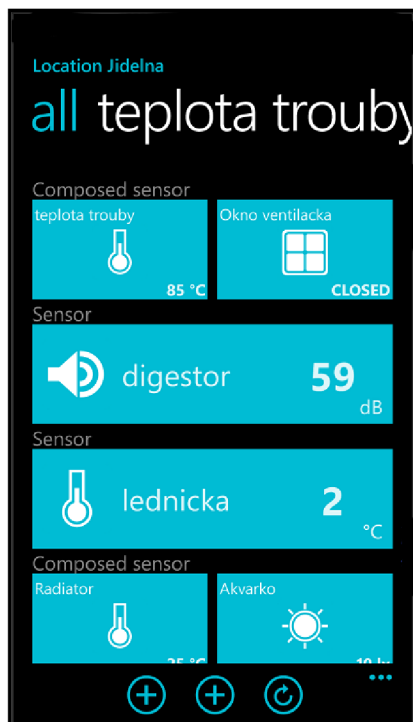 Location Jidelna
all teplota trouby
Composed sensor
teplota trouby
85 °C
Okno ventilacka
CLOSED
Sensor
digestor
59
dB
Sensor
lednicka
2
°C
Composed sensor
Radiator
Akvarko